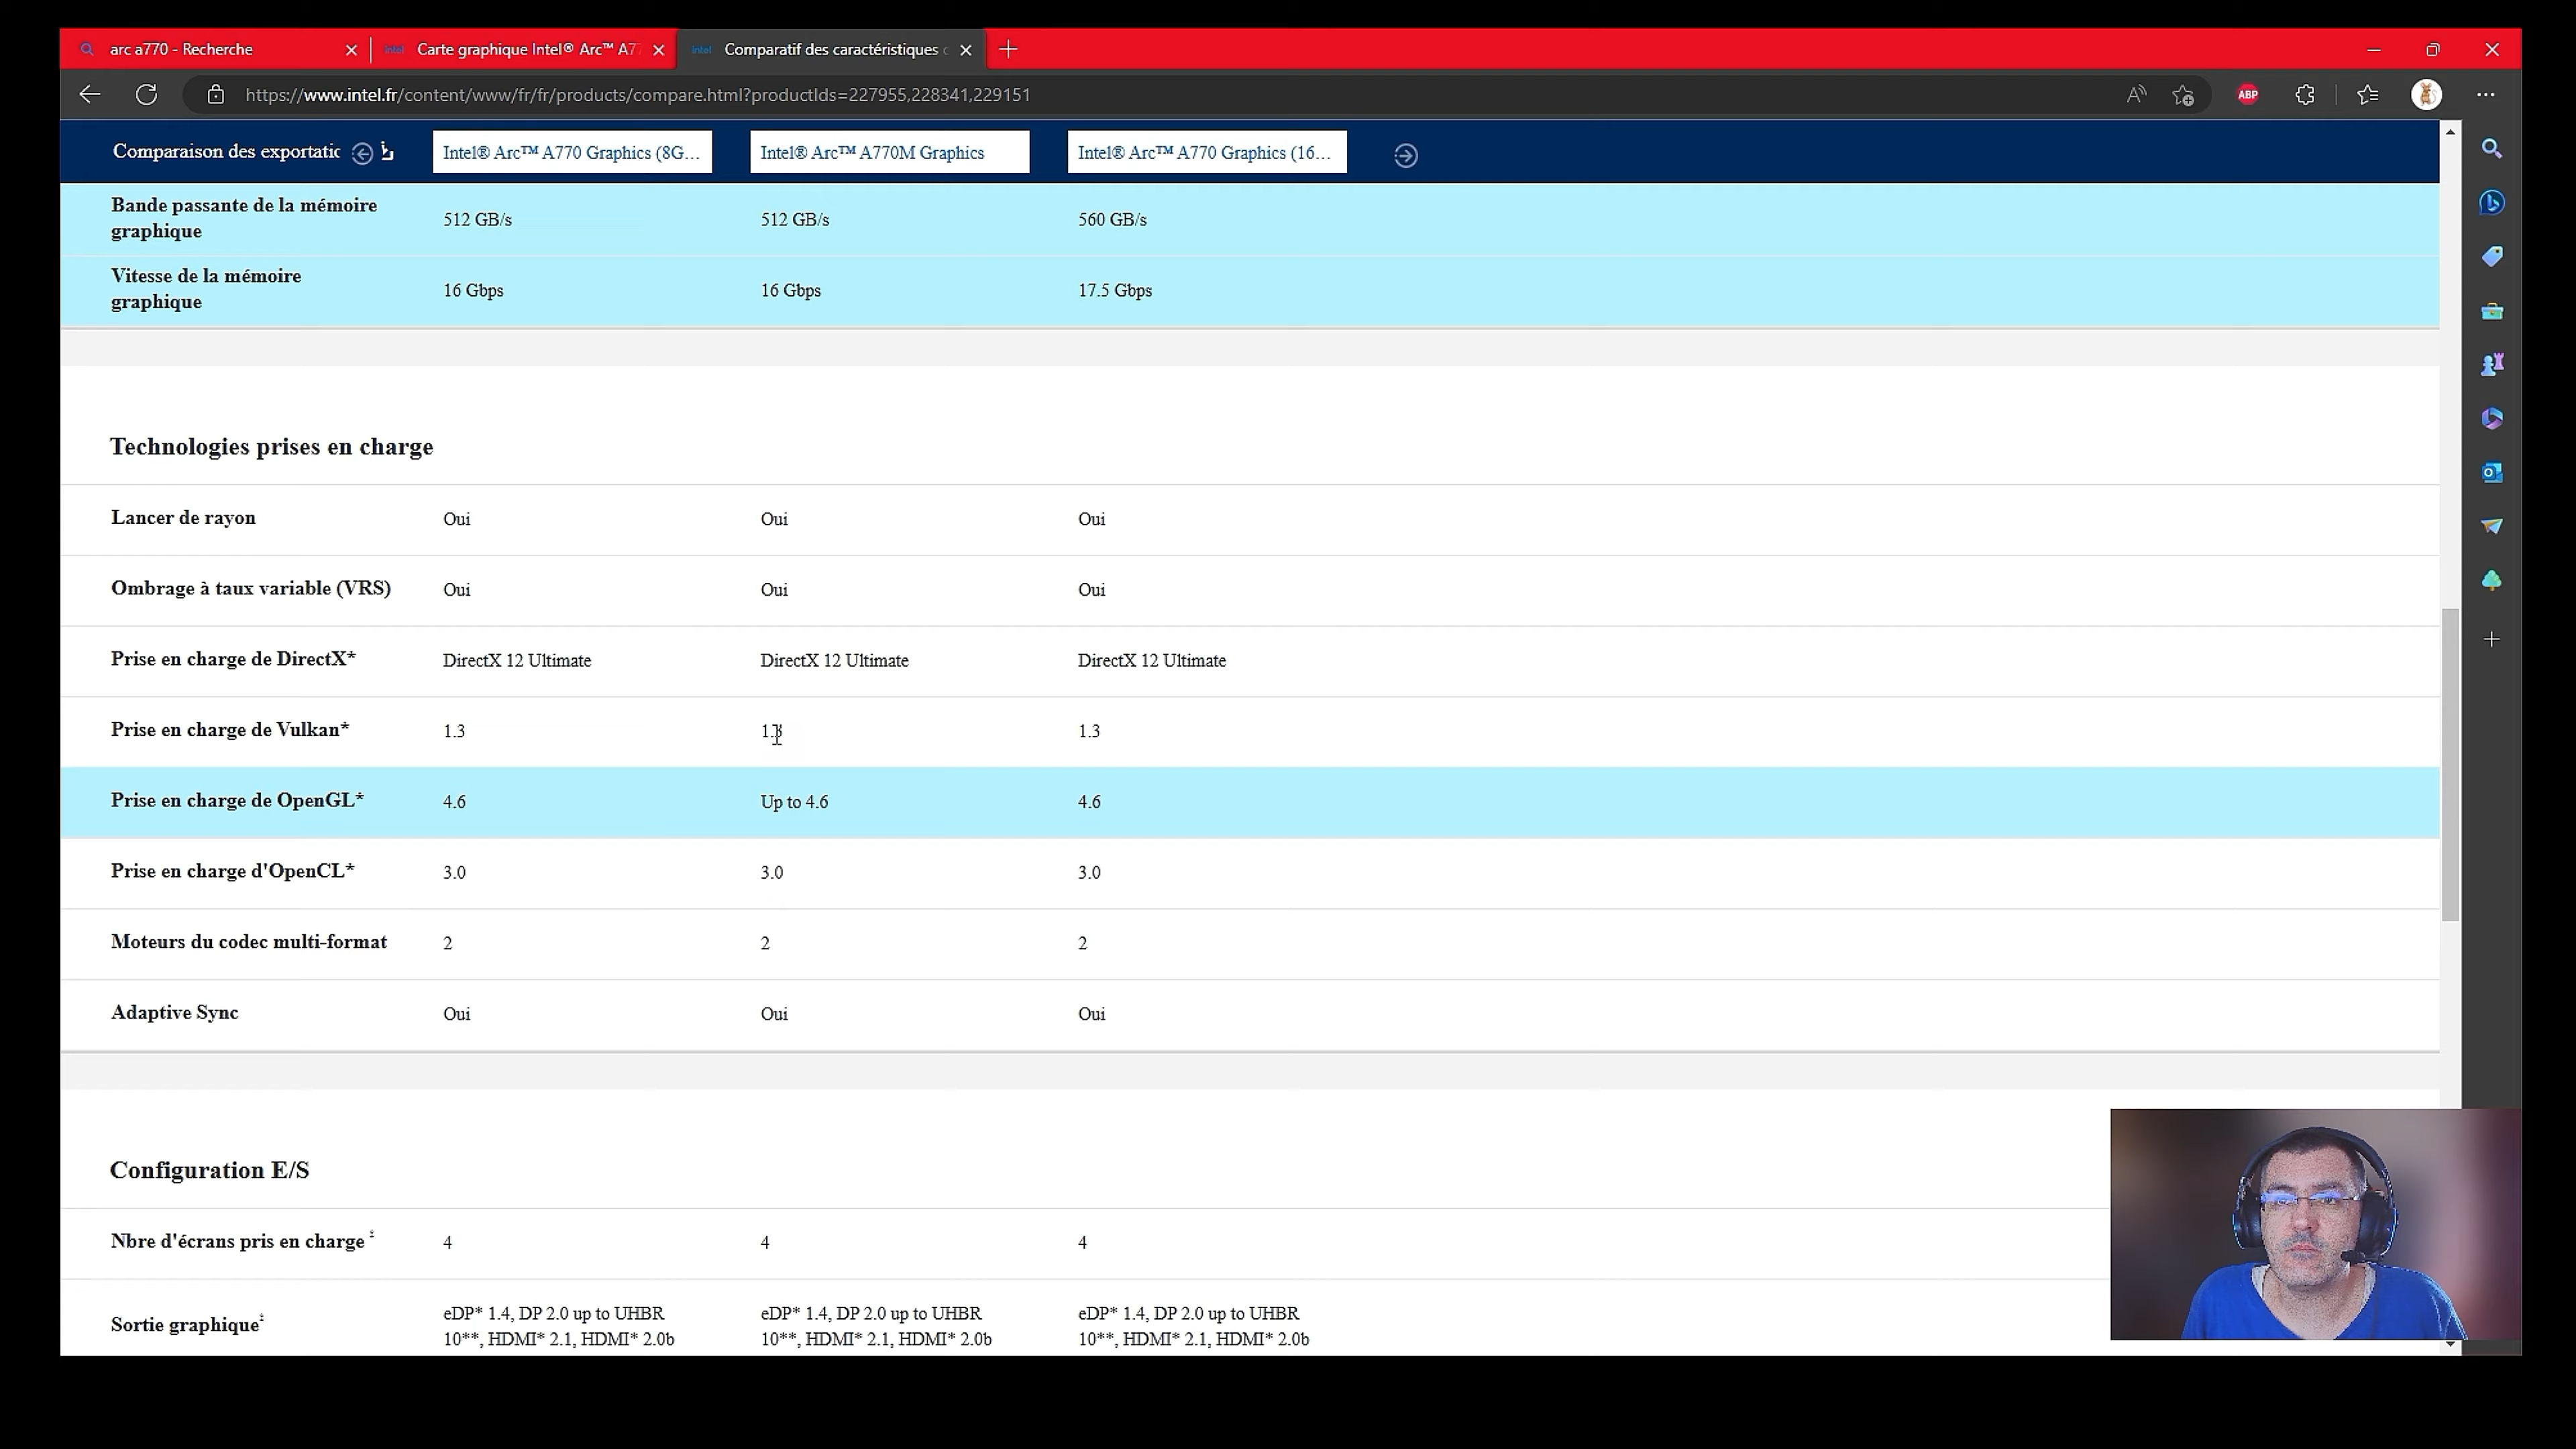 arc a770 - Recherche
Carte graphique Intel® Arc™ A77
Comparatif des caractéristiques
https://www.intel.fr/content/www/fr/fr/products/compare.html?productIds=227955,228341,229151
ABP
Comparaison des exportatic
Intel® Arc™ A770 Graphics (8G...
Intel® Arc™ A770M Graphics
Intel® Arc™ A770 Graphics (16...
Bande passante de la mémoire
graphique
512 GB/s
512 GB/s
560 GB/s
Vitesse de la mémoire
graphique
16 Gbps
16 Gbps
17.5 Gbps
Technologies prises en charge
Lancer de rayon
Oui
Oui
Oui
Ombrage à taux variable (VRS)
Oui
Oui
Oui
Prise en charge de DirectX*
DirectX 12 Ultimate
DirectX 12 Ultimate
DirectX 12 Ultimate
Prise en charge de Vulkan*
1.3
1.3
1.3
Prise en charge de OpenGL*
4.6
Up to 4.6
4.6
Prise en charge d'OpenCL*
3.0
3.0
3.0
Moteurs du codec multi-format
2
2
2
Adaptive Sync
Oui
Oui
Oui
Configuration E/S
Nbre d'écrans pris en charge ‡
4
4
4
Sortie graphique‡
eDP* 1.4, DP 2.0 up to UHBR
10**, HDMI* 2.1, HDMI* 2.0b
eDP* 1.4, DP 2.0 up to UHBR
10**, HDMI* 2.1, HDMI* 2.0b
eDP* 1.4, DP 2.0 up to UHBR
10**, HDMI* 2.1, HDMI* 2.0b